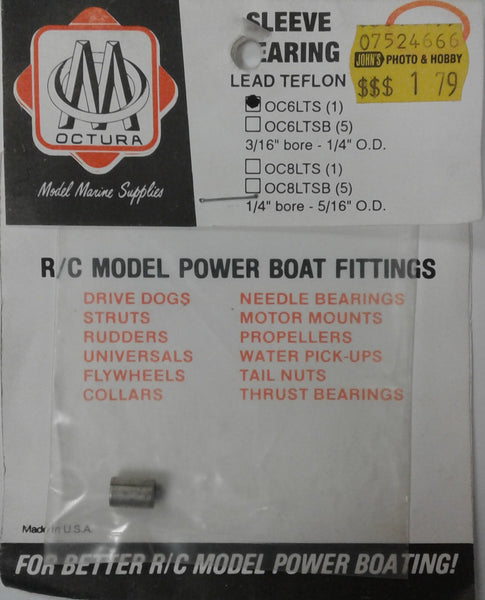 SLEEVE
EARING
LEAD TEFLON
OC6LTS (1)
OC6LTSB (5)
3/16" bore - 1/4" O.D.
OC8LTS (1)
OC8LTSB (5)
1/4" bore - 5/16" O.D.
07524666
JOHN'S PHOTO & HOBBY
$$$ 1 79
OCTURA
Model Marine Supplies
R/C MODEL POWER BOAT FITTINGS
DRIVE DOGS
STRUTS
RUDDERS
UNIVERSALS
FLYWHEELS
COLLARS
NEEDLE BEARINGS
MOTOR MOUNTS
PROPELLERS
WATER PICK-UPS
TAIL NUTS
THRUST BEARINGS
Made in U.S.A.
FOR BETTER R/C MODEL POWER BOATING!